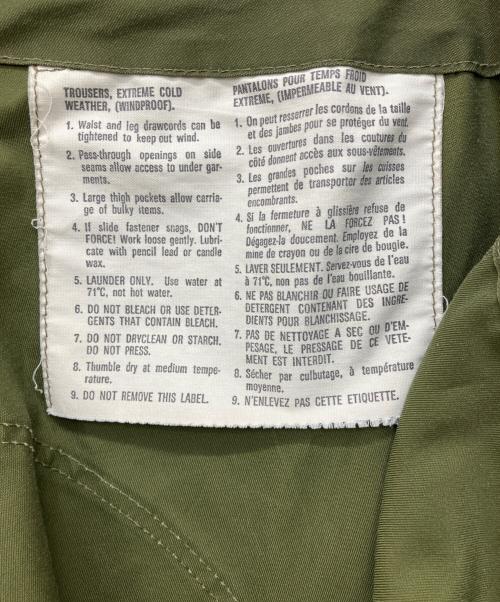 TROUSERS, EXTREME COLD
WEATHER, (WINDPROOF).
1. Waist and leg drawcords can be
tightened to keep out wind.
2. Pass-through openings on side
seams allow access to under gar-
ments.
3. Large thigh pockets allow carria-
ge of bulky items.
4. If slide fastener snags, DON'T
FORCE! Work loose gently. Lubri-
cate with pencil lead or candle
wax.
5. LAUNDER ONLY. Use water at
71°C, not hot water.
6. DO NOT BLEACH OR USE DETER-
GENTS THAT CONTAIN BLEACH.
7. DO NOT DRYCLEAN OR STARCH.
DO NOT PRESS.
8. Thumble dry at medium tempe-
rature.
9. DO NOT REMOVE THIS LABEL.
PANTALONS POUR TEMPS FROID
EXTREME, (IMPERMEABLE AU VENT).
1. On peut resserrer les cordons de la taille
et des jambes pour se protéger du vent.
2. Les ouvertures dans les coutures du
côté donnent accès aux sous-vêtements.
3. Les grandes poches sur les cuisses
permettent de transporter des articles
encombrants.
4. Si la fermeture à glissière refuse de
fonctionner, NE LA FORCEZ PAS!
Dégagez-la doucement. Employez de la
mine de crayon ou de la cire de bougie.
5. LAVER SEULEMENT. Servez-vous de l'eau
à 71°C, non pas de l'eau bouillante.
6. NE PAS BLANCHIR OU FAIRE USAGE DE
DETERGENT CONTENANT DES INGRE-
DIENTS POUR BLANCHISSAGE.
7. PAS DE NETTOYAGE A SEC OU D'EM-
PESAGE, LE PRESSAGE DE CE VETE-
MENT EST INTERDIT.
8. Sécher par culbutage, à température
moyenne.
9. N'ENLEVEZ PAS CETTE ETIQUETTE.